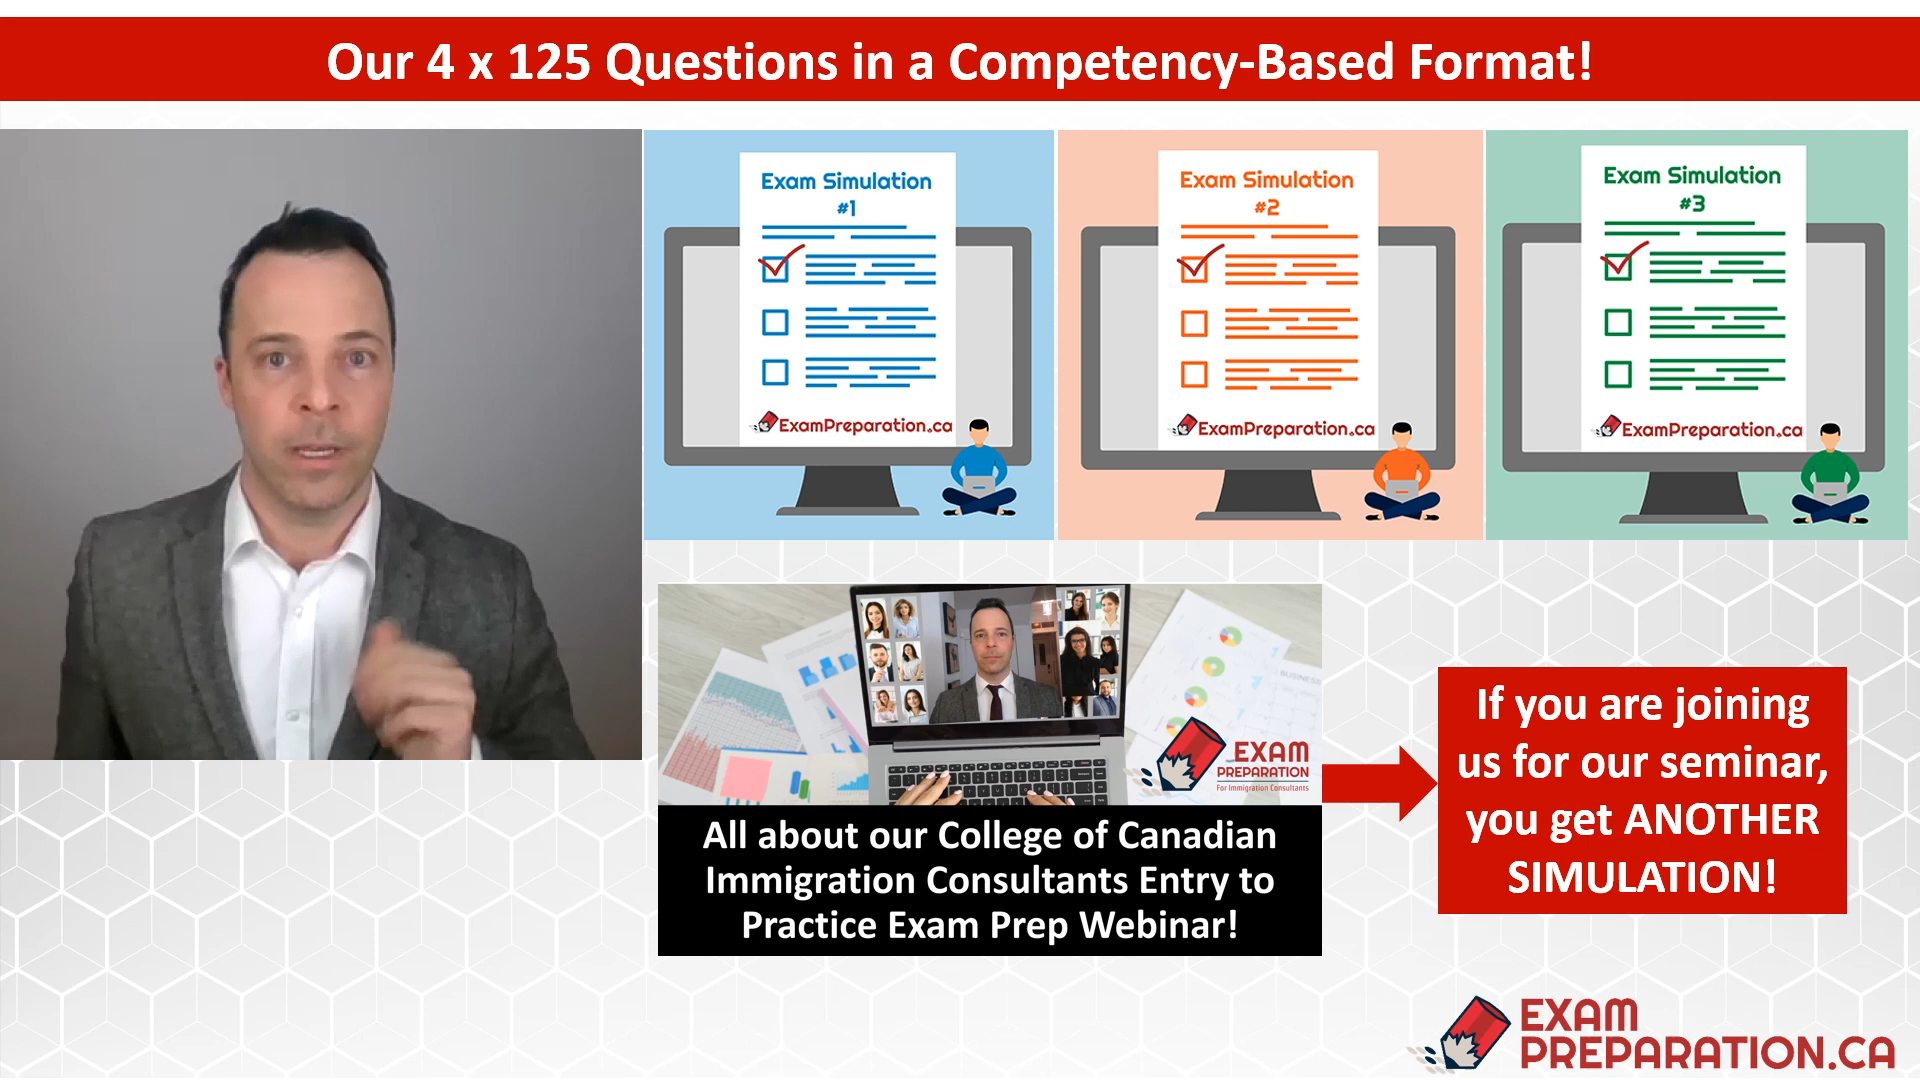 Our 4 x 125 Questions in a Competency-Based Format!
Exam Simulation
#1
ExamPreparation.ca
Exam Simulation
#2
ExamPreparation.ca
Exam Simulation
#3
ExamPreparation.ca
BUSINESS
EXAM
PREPARATION
For Immigration Consultants
All about our College of Canadian
Immigration Consultants Entry to
Practice Exam Prep Webinar!
If you are joining
us for our seminar,
you get ANOTHER
SIMULATION!
EXAM
PREPARATION.CA